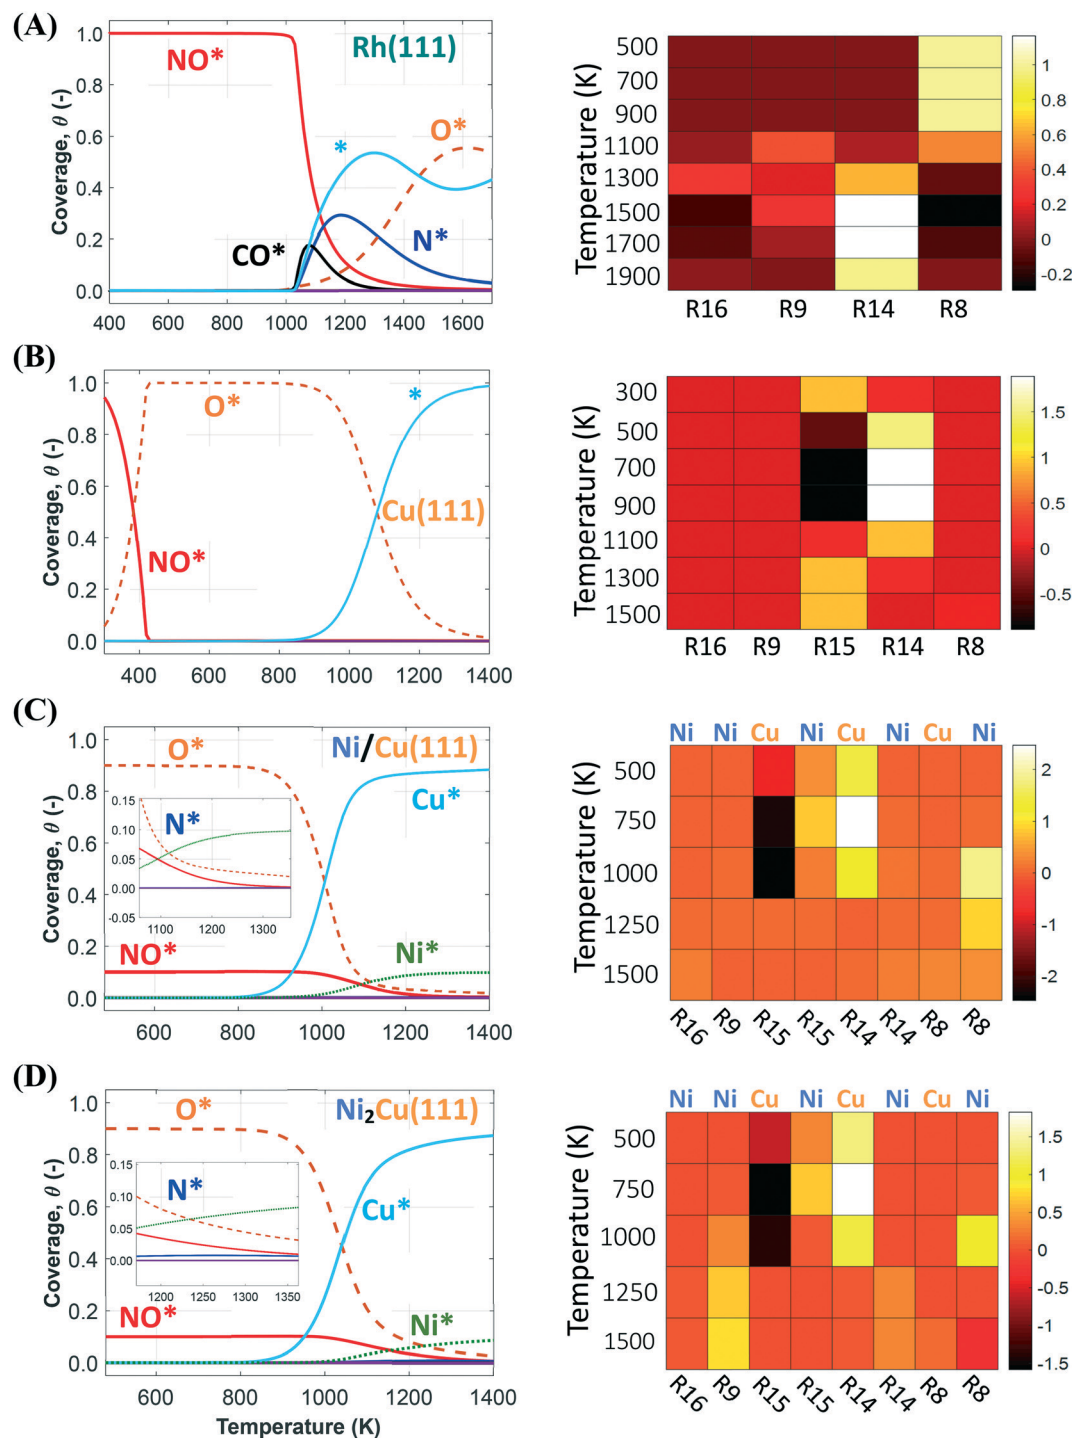 (A)
Coverage, θ (-)
1.0
0.8
0.6
0.4
0.2
0.0
NO*
Rh(111)
O*
*
CO*
N*
400 600 800 1000 1200 1400 1600
Temperature (K)
500
700
900
1100
1300
1500
1700
1900
R16 R9 R14 R8
1
0.8
0.6
0.4
0.2
0
-0.2
(B)
Coverage, θ (-)
1.0
0.8
0.6
0.4
0.2
0.0
O*
*
Cu(111)
NO*
400 600 800 1000 1200 1400
Temperature (K)
300
500
700
900
1100
1300
1500
R16 R9 R15 R14 R8
1.5
1
0.5
0
-0.5
(C)
Coverage, θ (-)
1.0
0.8
0.6
0.4
0.2
0.0
O*
Ni/Cu(111)
Cu*
0.15
0.10
0.05
0.00
-0.05
N*
1100 1200 1300
NO*
Ni*
600 800 1000 1200 1400
Ni Ni Cu Ni Cu Ni Cu Ni
Temperature (K)
500
750
1000
1250
1500
R16 R9 R15 R15 R14 R14 R8 R8
2
1
0
-1
-2
(D)
Coverage, θ (-)
1.0
0.8
0.6
0.4
0.2
0.0
O*
Ni₂Cu(111)
0.15
0.10
0.05
0.00
N*
1200 1250 1300 1350
Cu*
NO*
Ni*
600 800 1000 1200 1400
Temperature (K)
Ni Ni Cu Ni Cu Ni Cu Ni
Temperature (K)
500
750
1000
1250
1500
R16 R9 R15 R15 R14 R14 R8 R8
1.5
1
0.5
0
-0.5
-1
-1.5